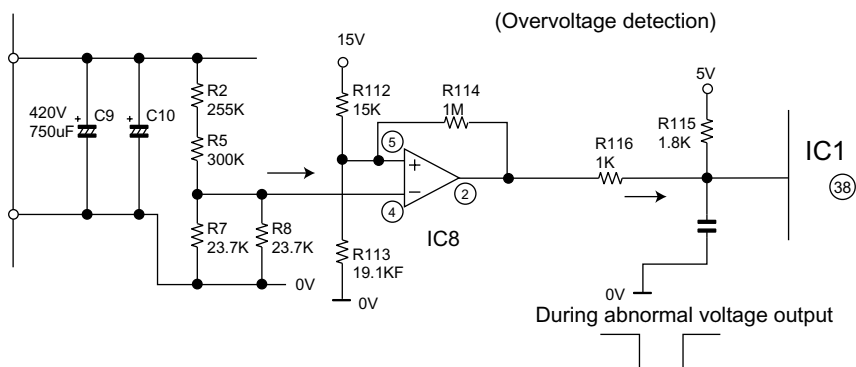 (Overvoltage detection)
15V
5V
R2
255K
R112
15K
R114
1M
420V
750uF
+
C9
+
C10
R5
300K
R116
1K
R115
1.8K
IC1
38
5
+
−
2
4
IC8
R7
23.7K
R8
23.7K
R113
19.1KF
0V
0V
0V
During abnormal voltage output